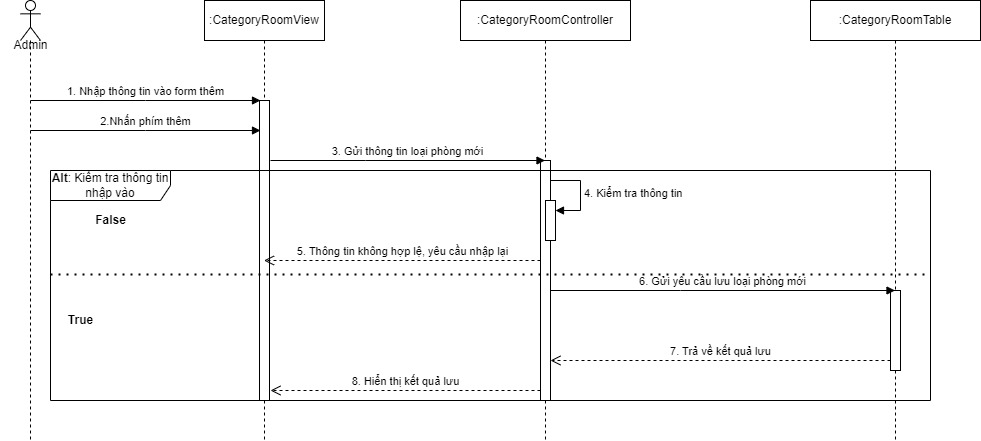 :CategoryRoomView
:CategoryRoomController
:CategoryRoomTable
Admin
1. Nhập thông tin vào form thêm
2.Nhấn phím thêm
3. Gửi thông tin loại phòng mới
Alt: Kiểm tra thông tin
nhập vào
4. Kiểm tra thông tin
False
5. Thông tin không hợp lệ, yêu cầu nhập lại
6. Gửi yêu cầu lưu loại phòng mới
True
7. Trả về kết quả lưu
8. Hiển thị kết quả lưu